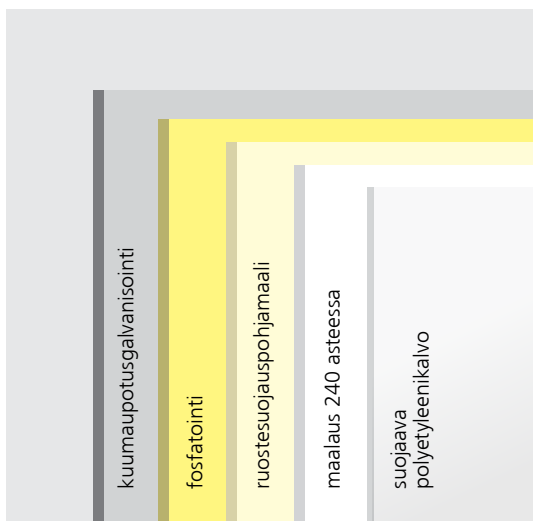 kuumaupotusgalvanisointi
fosfatointi
ruostesuojauspohjamaali
maalaus 240 asteessa
suojaava
polyetyleenikalvo